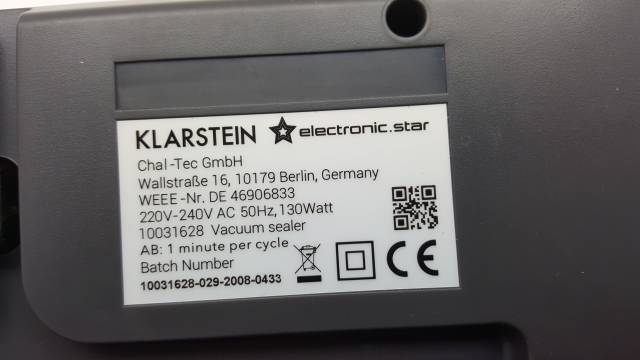 KLARSTEIN electronic.star
Chal-Tec GmbH
Wallstraße 16, 10179 Berlin, Germany
WEEE-Nr. DE 46906833
220V-240V AC 50Hz, 130Watt
10031628 Vacuum sealer
AB: 1 minute per cycle
Batch Number
10031628-029-2008-0433
CE